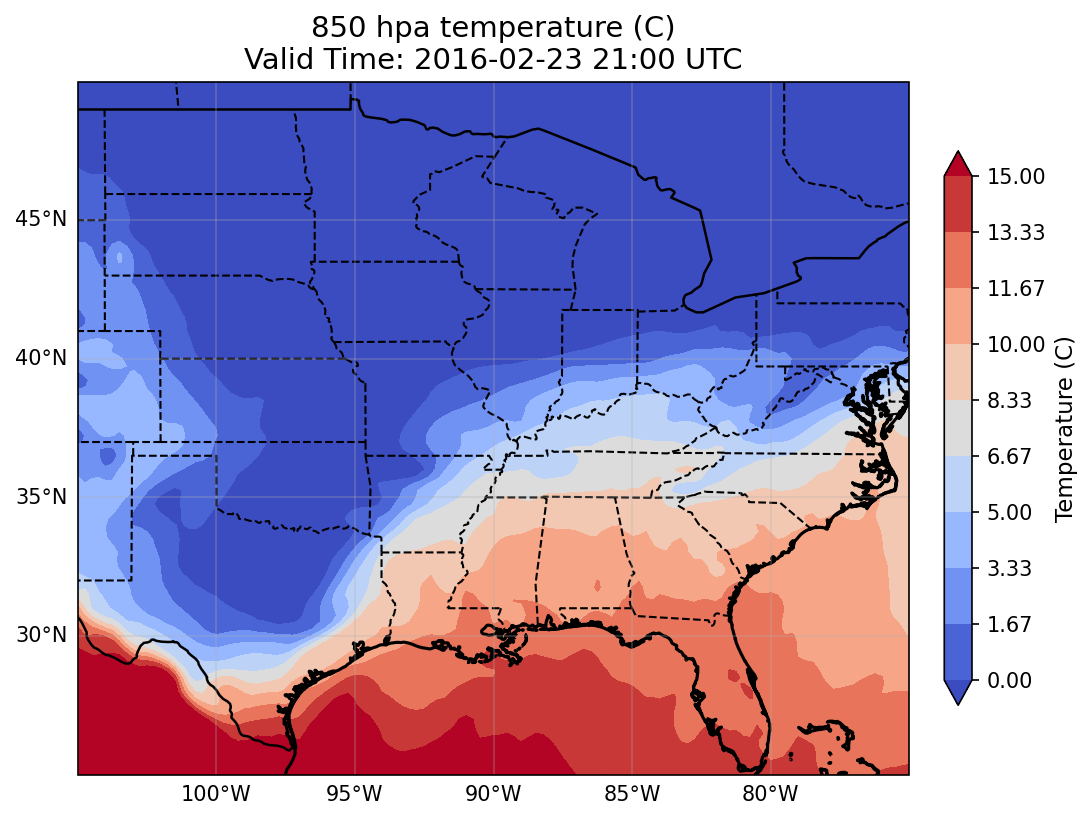 850 hpa temperature (C)
Valid Time: 2016-02-23 21:00 UTC
45°N
40°N
35°N
30°N
100°W
95°W
90°W
85°W
80°W
15.00
13.33
11.67
10.00
8.33
6.67
5.00
3.33
1.67
0.00
Temperature (C)